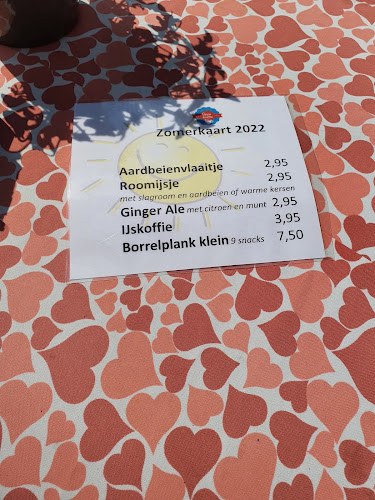 Zomerkaart 2022
Aardbeienvlaaitje 2,95
Roomijsje 2,95
met slagroom en aardbeien of warme kersen
Ginger Ale met citroen en munt 2,95
IJskoffie 3,95
Borrelplank klein 9 snacks 7,50